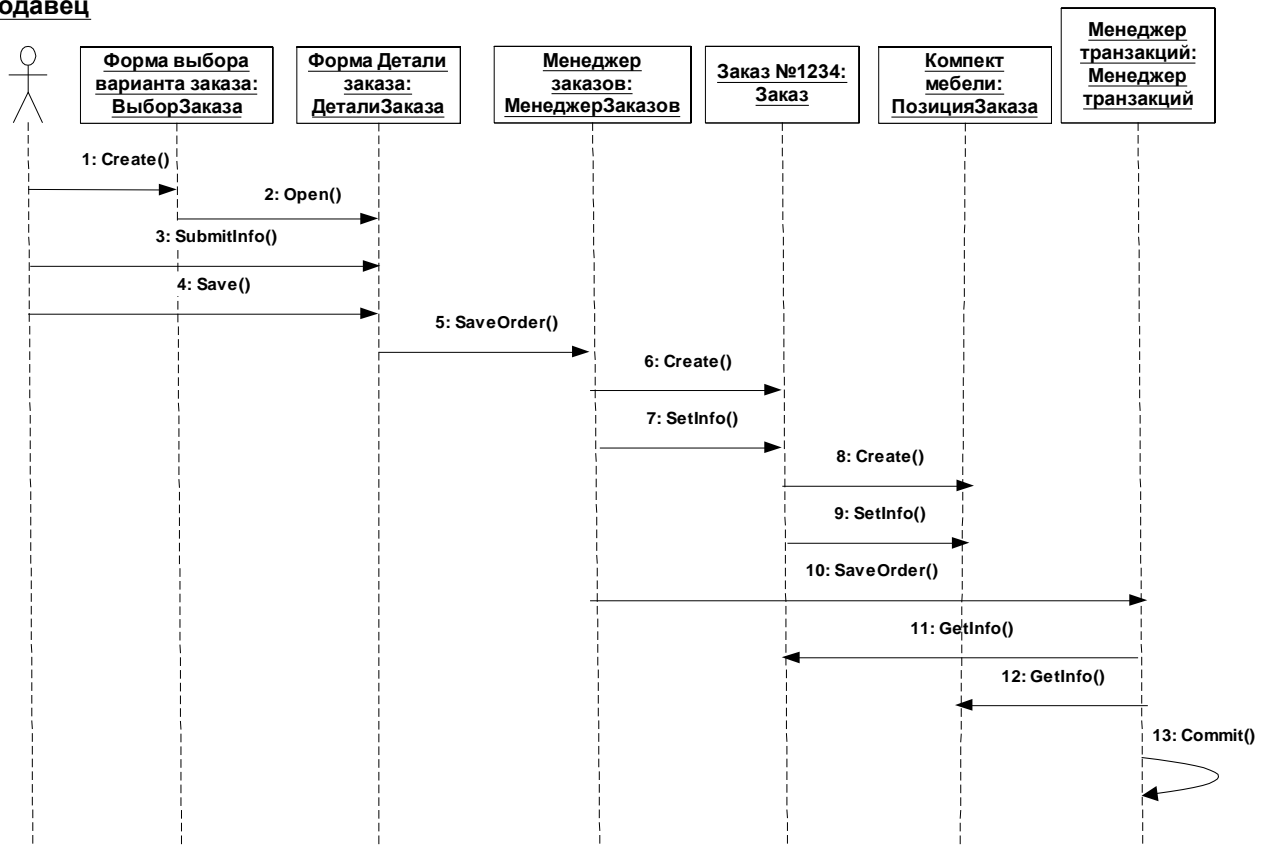 одавец
Форма выбора
варианта заказа:
ВыборЗаказа
Форма Детали
заказа:
ДеталиЗаказа
Менеджер
заказов:
МенеджерЗаказов
Заказ №1234:
Заказ
Компект
мебели:
ПозицияЗаказа
Менеджер
транзакций:
Менеджер
транзакций
1: Create()
2: Open()
3: SubmitInfo()
4: Save()
5: SaveOrder()
6: Create()
7: SetInfo()
8: Create()
9: SetInfo()
10: SaveOrder()
11: GetInfo()
12: GetInfo()
13: Commit()